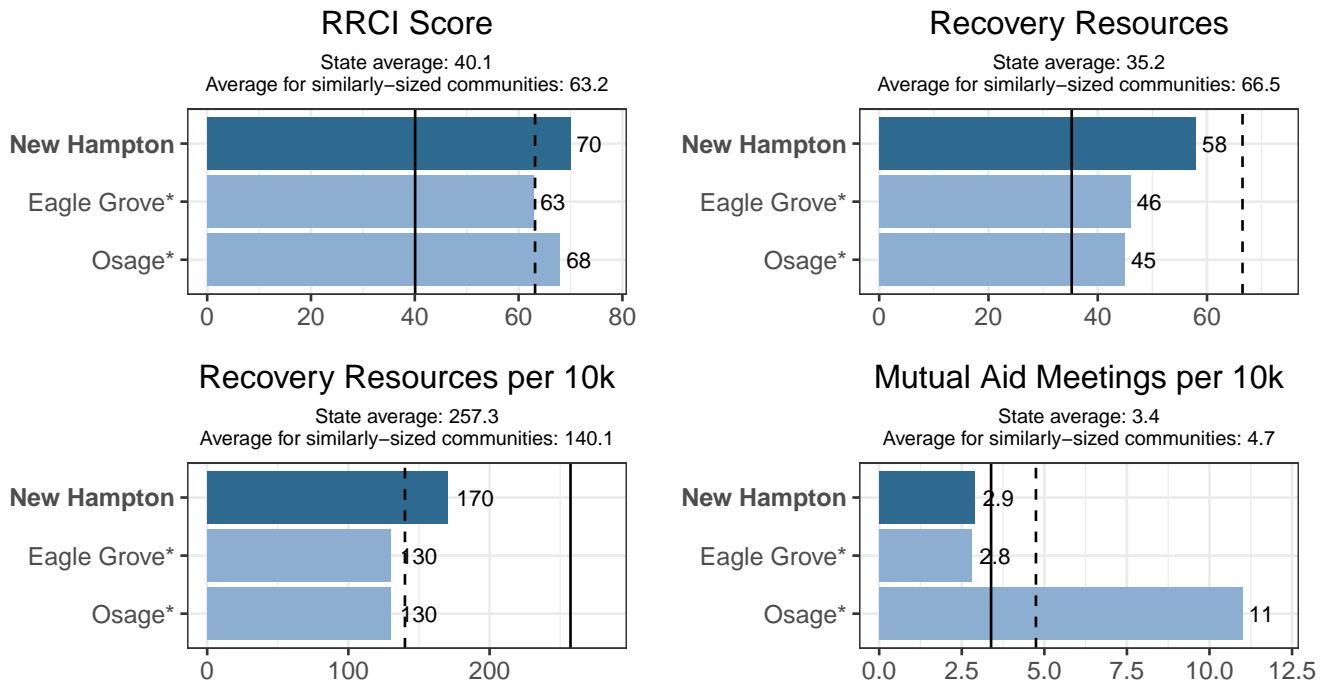 RRCI Score
State average: 40.1
Average for similarly−sized communities: 63.2
New Hampton
70
Eagle Grove*
63
Osage*
68
0 20 40 60 80
Recovery Resources
State average: 35.2
Average for similarly−sized communities: 66.5
New Hampton
58
Eagle Grove*
46
Osage*
45
0 20 40 60
Recovery Resources per 10k
State average: 257.3
Average for similarly−sized communities: 140.1
New Hampton
170
Eagle Grove*
130
Osage*
130
0 100 200
Mutual Aid Meetings per 10k
State average: 3.4
Average for similarly−sized communities: 4.7
New Hampton
2.9
Eagle Grove*
2.8
Osage*
11
0.0 2.5 5.0 7.5 10.0 12.5